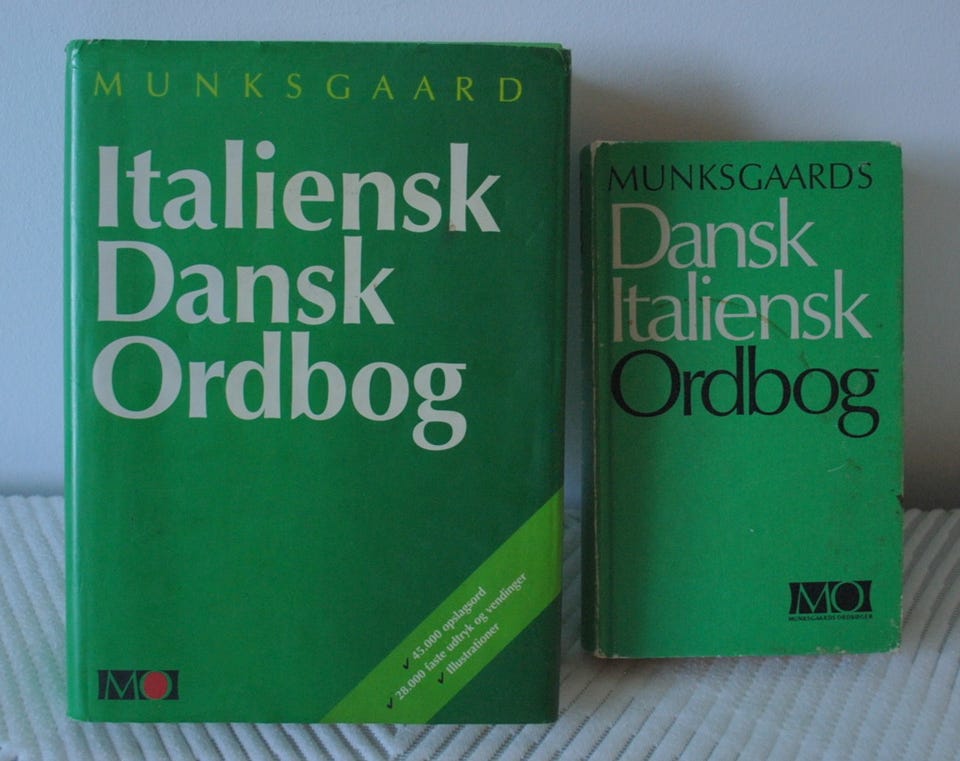 MUNKSGAARD
Italiensk
Dansk
Ordbog
✓ 45.000 opslagsord
✓ 28.000 faste udtryk og vendinger
✓ Illustrationer
MO
MUNKSGAARDS
Dansk
Italiensk
Ordbog
MO
MUNKSGAARDS ORDBØGER